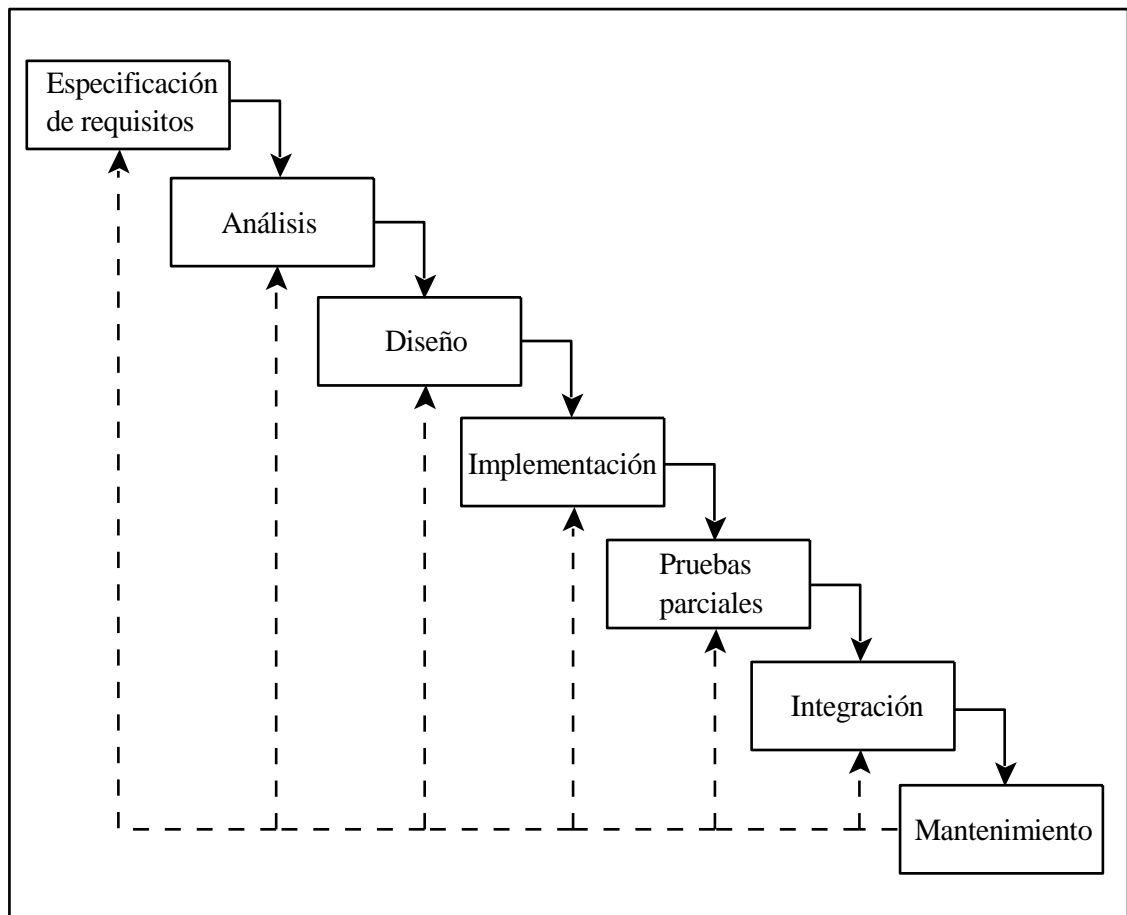 Especificación
de requisitos
Análisis
Diseño
Implementación
Pruebas
parciales
Integración
Mantenimiento